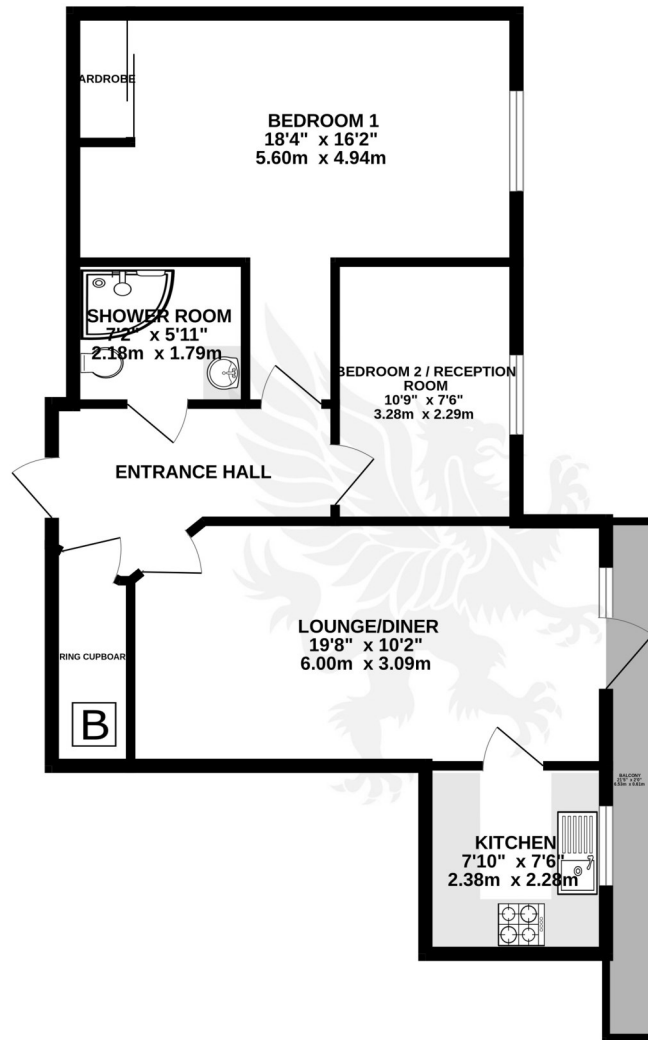 ARDROBE
BEDROOM 1
18'4" x 16'2"
5.60m x 4.94m
SHOWER ROOM
7'2" x 5'11"
2.18m x 1.79m
BEDROOM 2 / RECEPTION
ROOM
10'9" x 7'6"
3.28m x 2.29m
ENTRANCE HALL
LOUNGE/DINER
19'8" x 10'2"
6.00m x 3.09m
RING CUPBOAR
B
BALCONY
KITCHEN
7'10" x 7'6"
2.38m x 2.28m